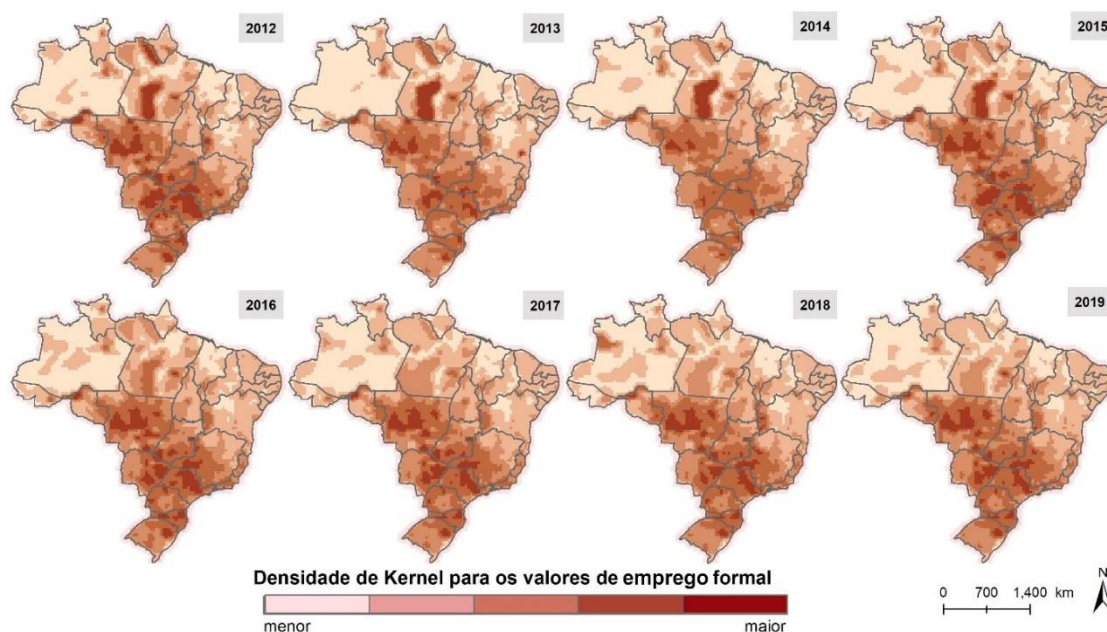 2012
2013
2014
2015
2016
2017
2018
2019
Densidade de Kernel para os valores de emprego formal
menor
maior
0 700 1,400 km
N